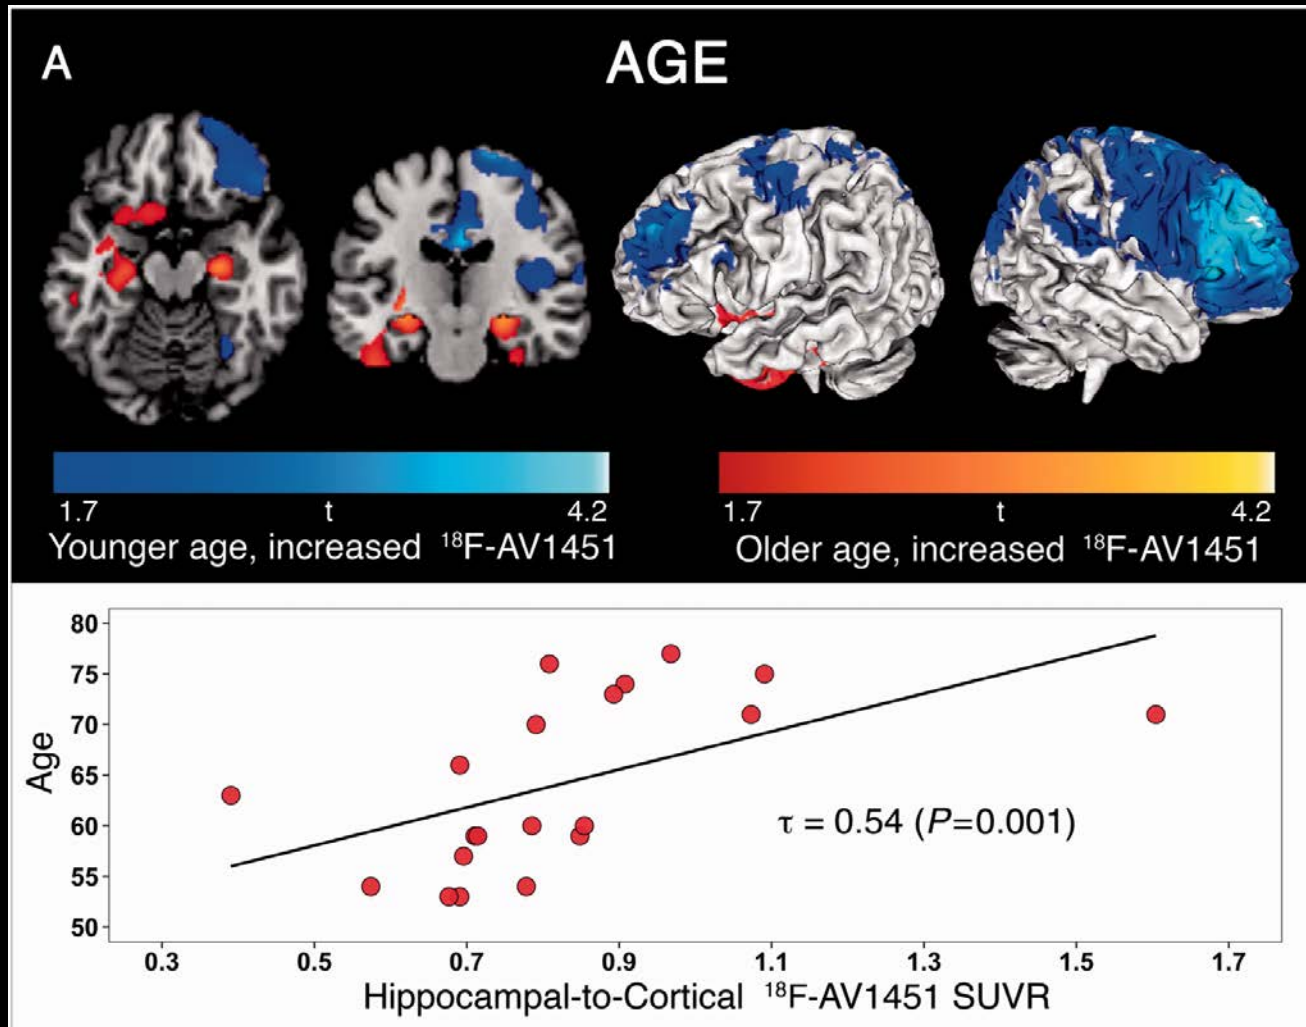 A
AGE
1.7 t 4.2
Younger age, increased ¹⁸F-AV1451
1.7 t 4.2
Older age, increased ¹⁸F-AV1451
80
75
70
65
60
55
50
Age
τ = 0.54 (P=0.001)
0.3 0.5 0.7 0.9 1.1 1.3 1.5 1.7
Hippocampal-to-Cortical ¹⁸F-AV1451 SUVR